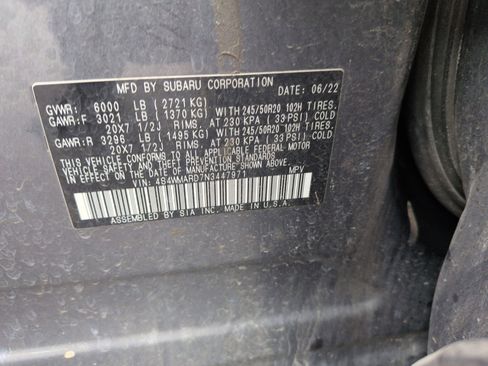 MFD BY SUBARU CORPORATION DATE: 06/22
GVWR: 6000 LB (2721 KG)
GAWR:F 3021 LB (1370 KG) WITH 245/50R20 102H TIRES,
20X7 1/2J RIMS, AT 230 KPA (33 PSI) COLD
GAWR:R 3296 LB (1495 KG) WITH 245/50R20 102H TIRES,
20X7 1/2J RIMS, AT 230 KPA (33 PSI) COLD
THIS VEHICLE CONFORMS TO ALL APPLICABLE FEDERAL MOTOR
VEHICLE SAFETY AND THEFT PREVENTION STANDARDS
IN EFFECT ON THE DATE OF MANUFACTURE SHOWN ABOVE
VIN: 4S4WMARD7N3447971 MPV
ASSEMBLED BY SIA INC. MADE IN U.S.A.